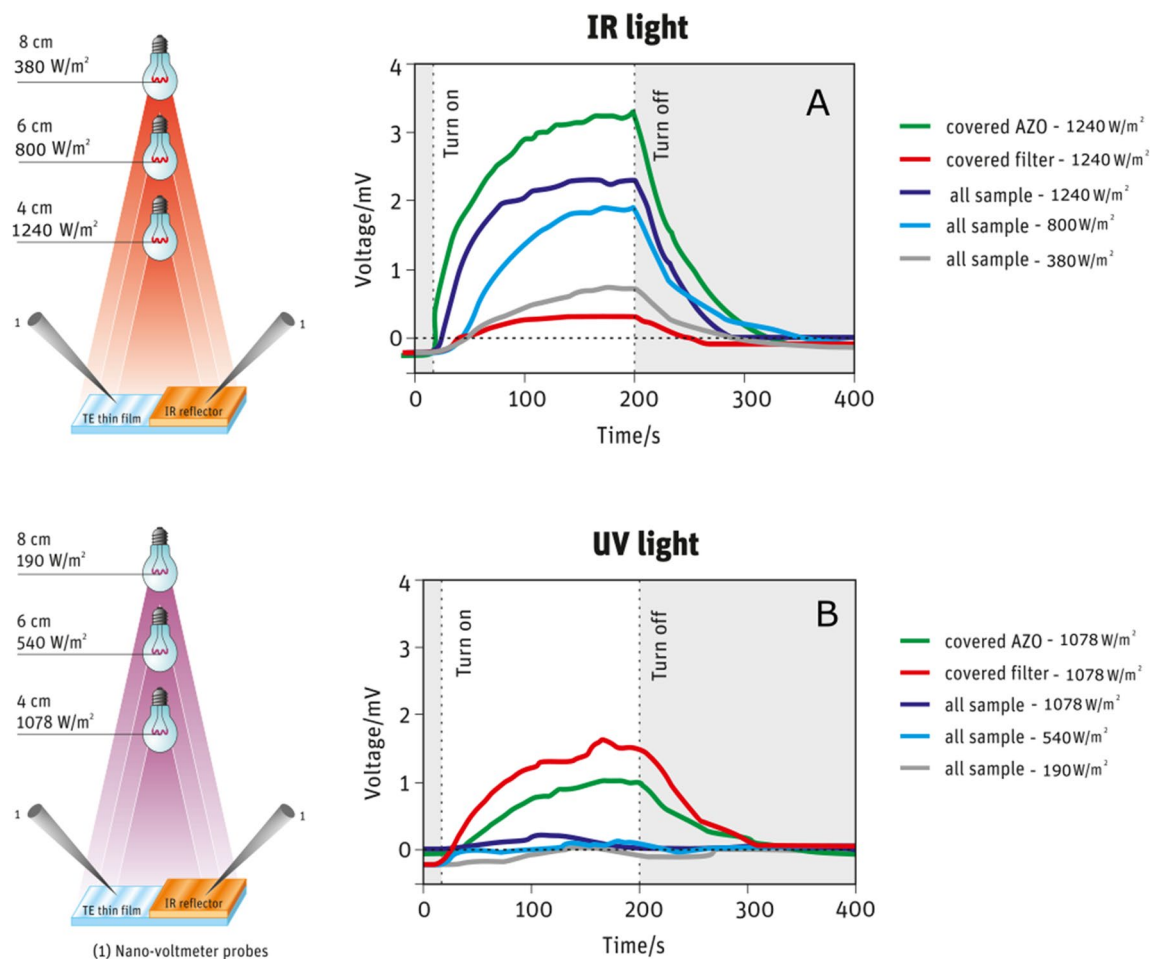 IR light
8 cm
380 W/m²
6 cm
800 W/m²
4 cm
1240 W/m²
1
1
TE thin film
IR reflector
A
Turn on
Turn off
Voltage/mV
4
3
2
1
0
0 100 200 300 400
Time/s
covered AZO - 1240 W/m²
covered filter - 1240 W/m²
all sample - 1240 W/m²
all sample - 800 W/m²
all sample - 380 W/m²
UV light
8 cm
190 W/m²
6 cm
540 W/m²
4 cm
1078 W/m²
1
1
TE thin film
IR reflector
(1) Nano-voltmeter probes
B
Turn on
Turn off
Voltage/mV
4
3
2
1
0
0 100 200 300 400
Time/s
covered AZO - 1078 W/m²
covered filter - 1078 W/m²
all sample - 1078 W/m²
all sample - 540 W/m²
all sample - 190 W/m²